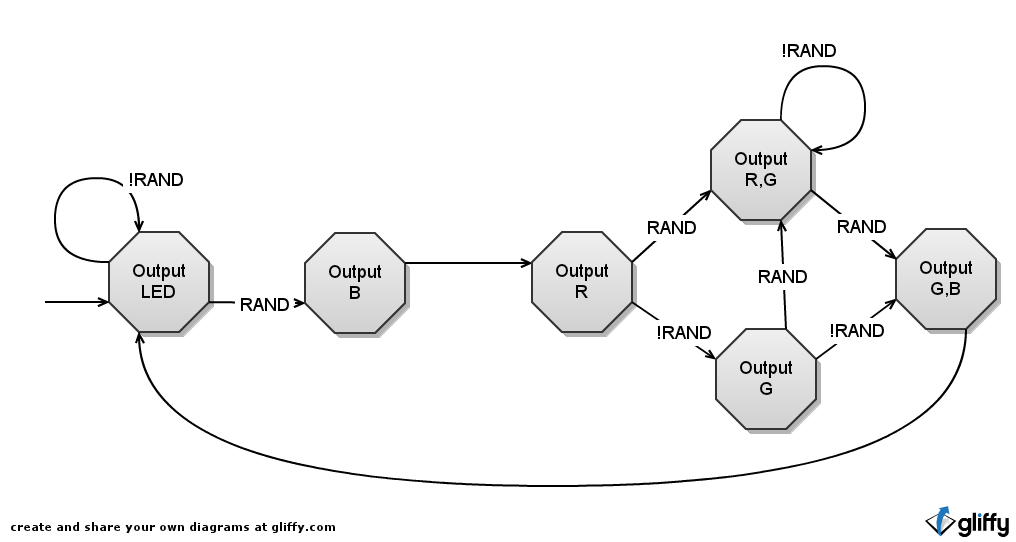 !RAND
!RAND
Output
R,G
RAND
RAND
Output
LED
RAND
Output
B
Output
R
RAND
Output
G,B
!RAND
!RAND
Output
G
create and share your own diagrams at gliffy.com
gliffy